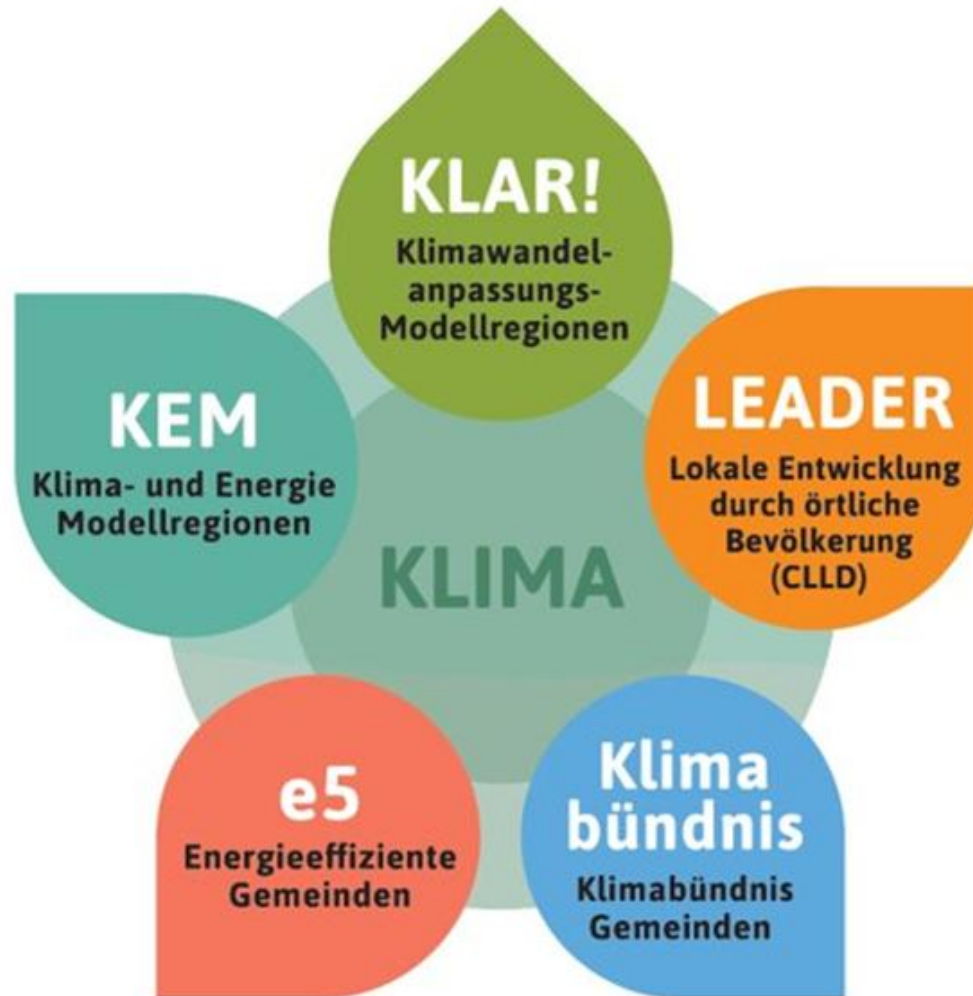 KLAR!
Klimawandel-
anpassungs-
Modellregionen
KEM
Klima- und Energie
Modellregionen
LEADER
Lokale Entwicklung
durch örtliche
Bevölkerung
(CLLD)
KLIMA
e5
Energieeffiziente
Gemeinden
Klima
bündnis
Klimabündnis
Gemeinden